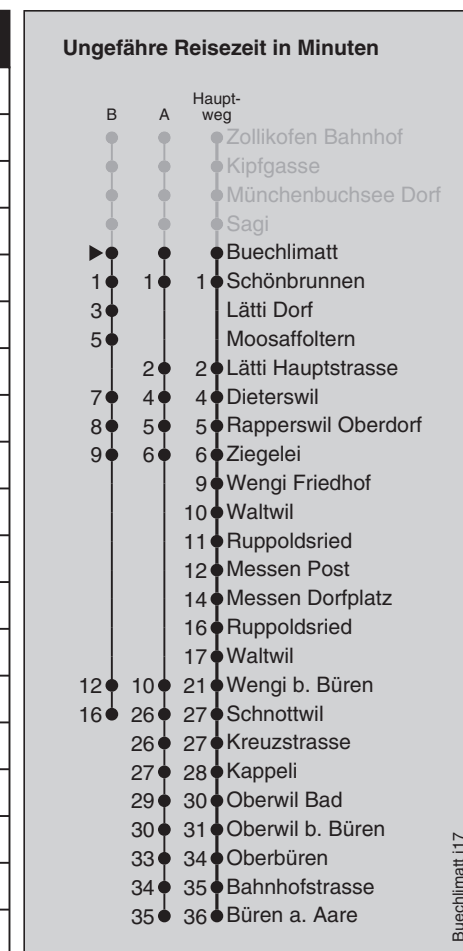 Ungefähre Reisezeit in Minuten
Haupt-
B A weg
Zollikofen Bahnhof
Kipfgasse
Münchenbuchsee Dorf
Sagi
Buechlimatt
1 1 1 Schönbrunnen
3 Lätti Dorf
5 Moosaffoltern
2 2 Lätti Hauptstrasse
7 4 4 Dieterswil
8 5 5 Rapperswil Oberdorf
9 6 6 Ziegelei
9 Wengi Friedhof
10 Waltwil
11 Ruppoldsried
12 Messen Post
14 Messen Dorfplatz
16 Ruppoldsried
17 Waltwil
12 10 21 Wengi b. Büren
16 26 27 Schnottwil
26 27 Kreuzstrasse
27 28 Kappeli
29 30 Oberwil Bad
30 31 Oberwil b. Büren
33 34 Oberbüren
34 35 Bahnhofstrasse
35 36 Büren a. Aare
Buechlimatt j17